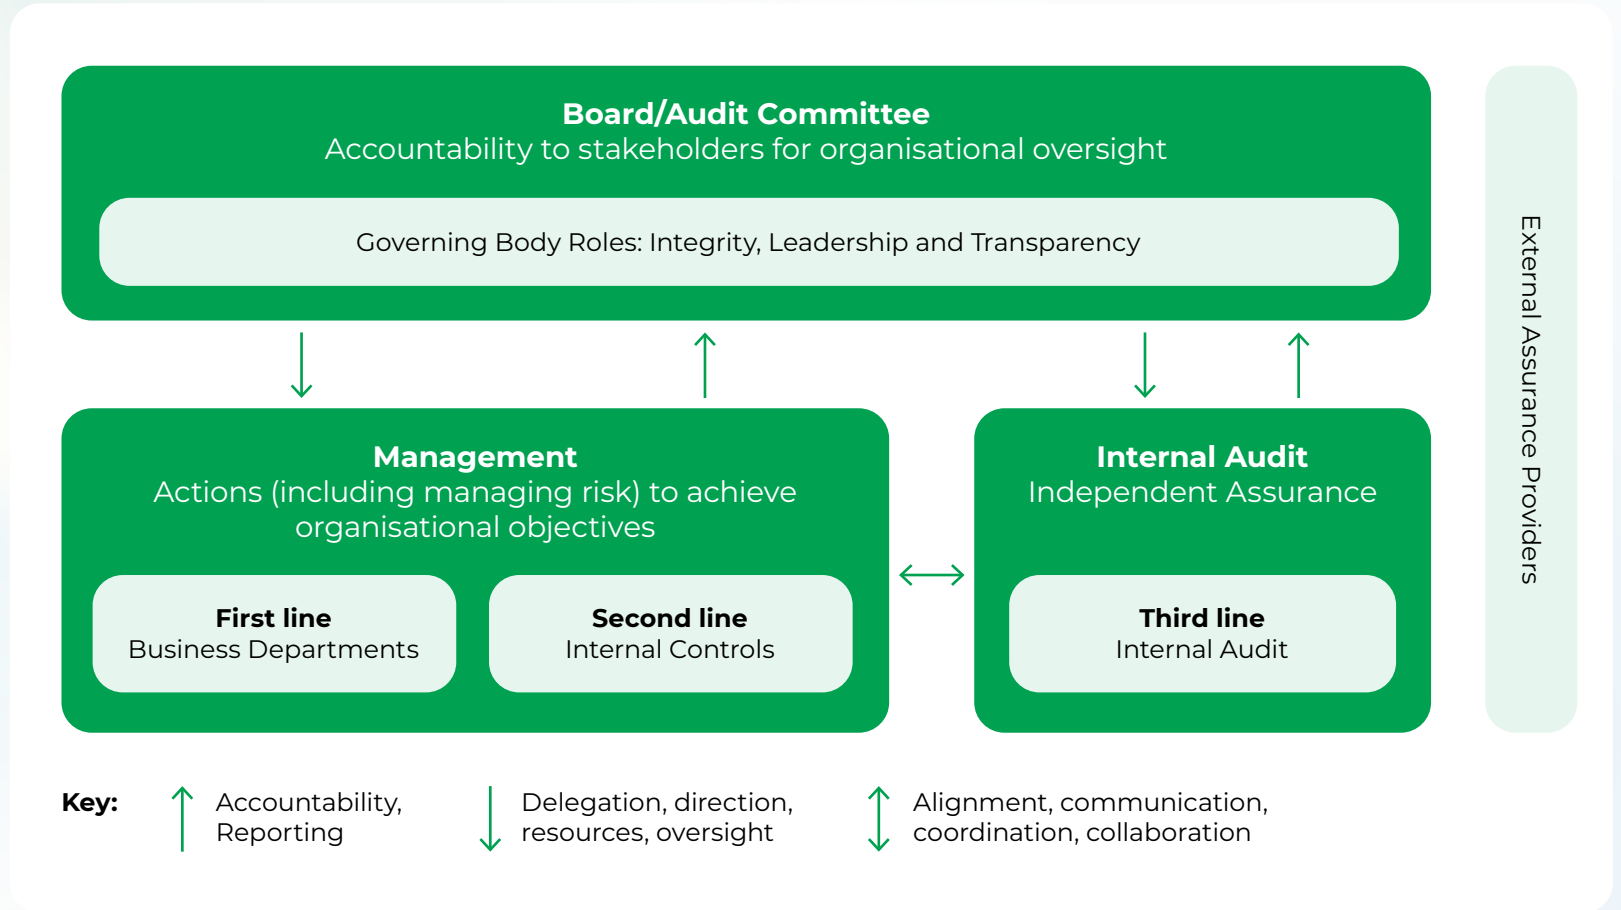 Board/Audit Committee
Accountability to stakeholders for organisational oversight
Governing Body Roles: Integrity, Leadership and Transparency
Management
Actions (including managing risk) to achieve
organisational objectives
First line
Business Departments
Second line
Internal Controls
Internal Audit
Independent Assurance
Third line
Internal Audit
External Assurance Providers
Key:
Accountability,
Reporting
Delegation, direction,
resources, oversight
Alignment, communication,
coordination, collaboration